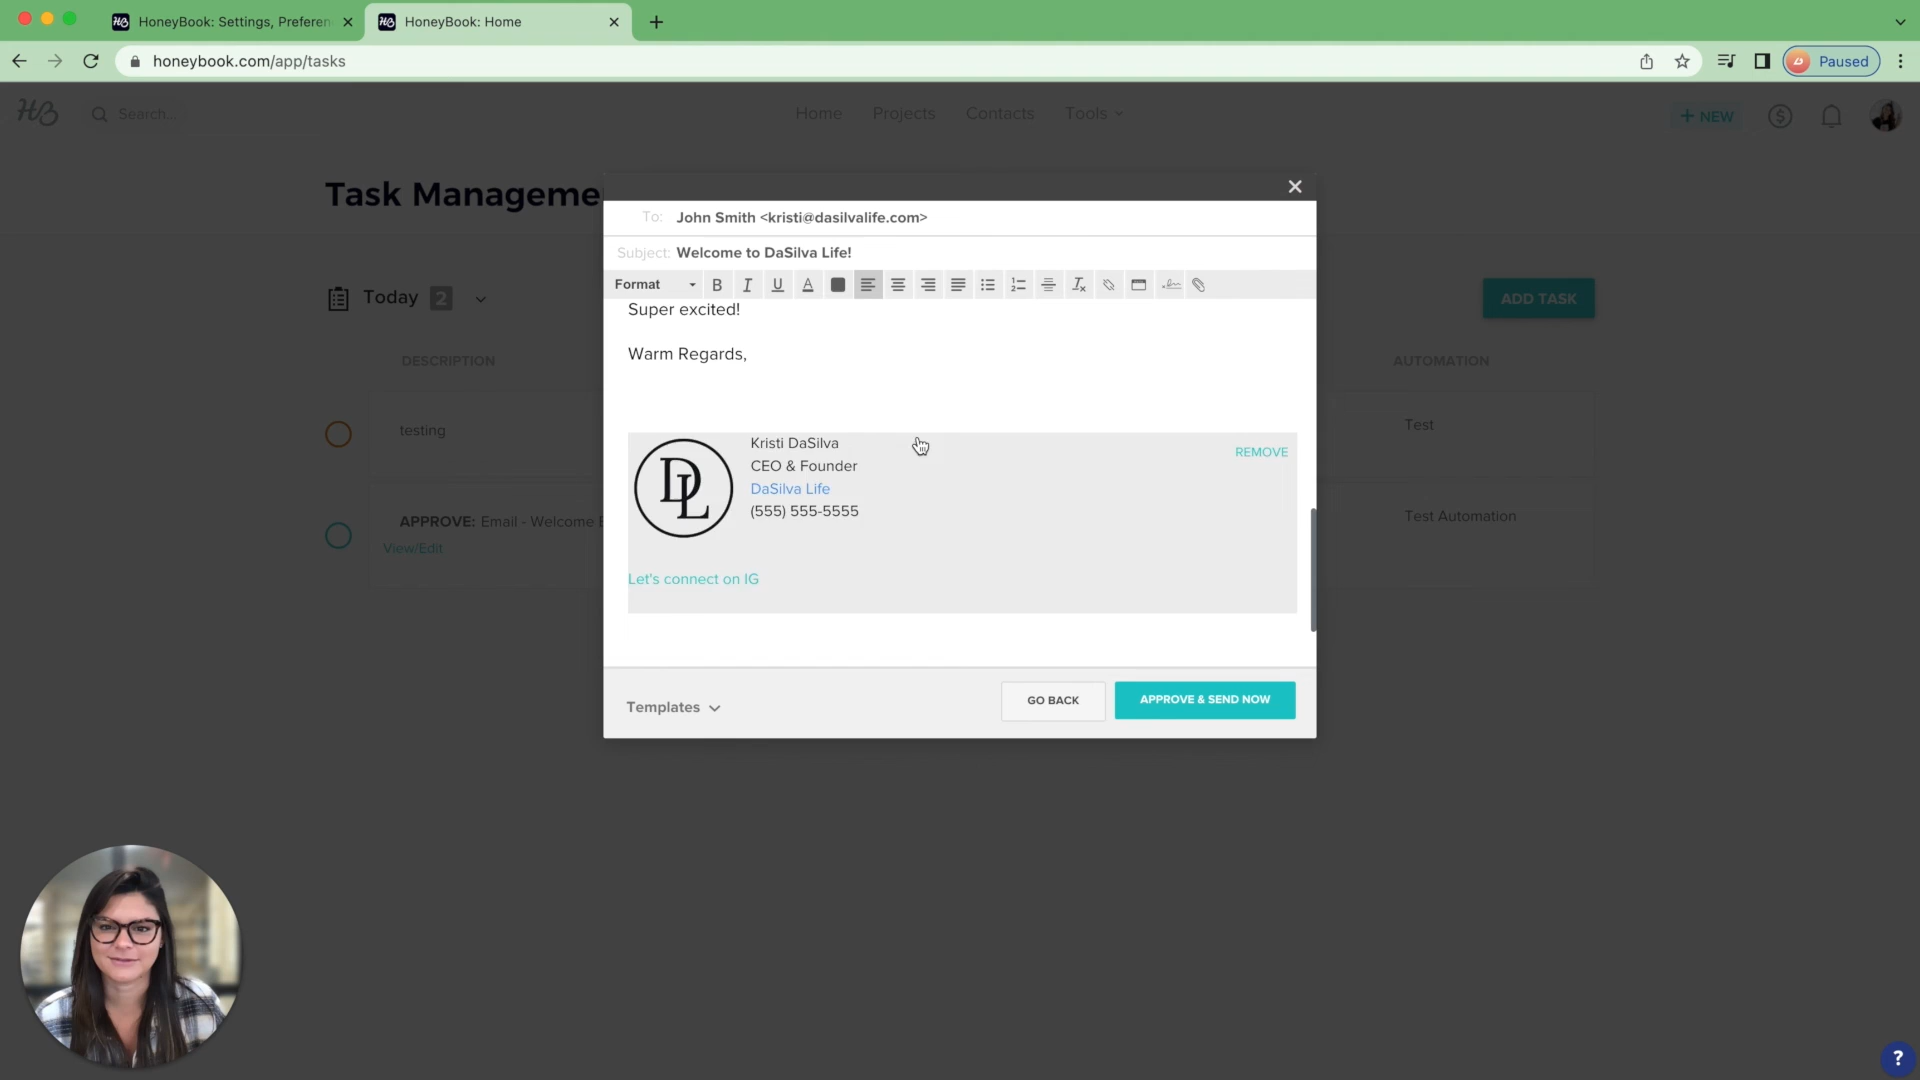 HoneyBook: Settings, Preferen
HoneyBook: Home
honeybook.com/app/tasks
Paused
HB
Search...
Home
Projects
Contacts
Tools
+ NEW
Task Manageme
To: John Smith <kristi@dasilvalife.com>
Subject: Welcome to DaSilva Life!
Format
B
I
U
A
Today 2
ADD TASK
DESCRIPTION
AUTOMATION
Super excited!
Warm Regards,
testing
Test
DL
Kristi DaSilva
CEO & Founder
DaSilva Life
(555) 555-5555
REMOVE
APPROVE: Email - Welcome E
View/Edit
Test Automation
Let's connect on IG
Templates
GO BACK
APPROVE & SEND NOW
?